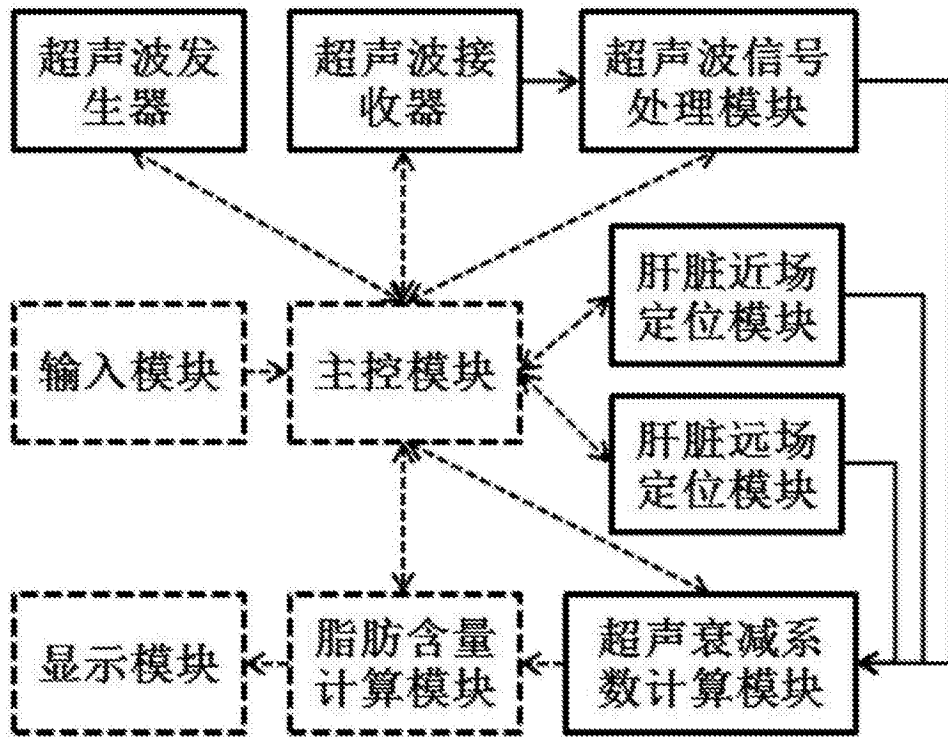 超声波发
生器
超声波接
收器
超声波信号
处理模块
肝脏近场
定位模块
输入模块
主控模块
肝脏远场
定位模块
显示模块
脂肪含量
计算模块
超声衰减系
数计算模块